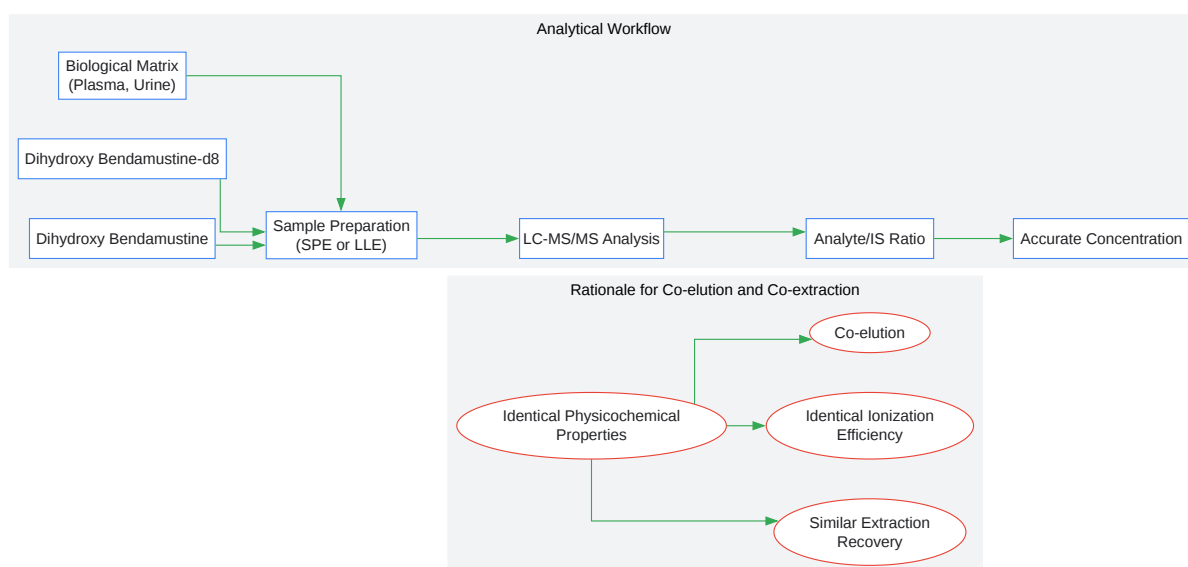 Analytical Workflow
Biological Matrix
(Plasma, Urine)
Dihydroxy Bendamustine-d8
Dihydroxy Bendamustine
Sample Preparation
(SPE or LLE)
LC-MS/MS Analysis
Analyte/IS Ratio
Accurate Concentration
Rationale for Co-elution and Co-extraction
Co-elution
Identical Physicochemical
Properties
Identical Ionization
Efficiency
Similar Extraction
Recovery